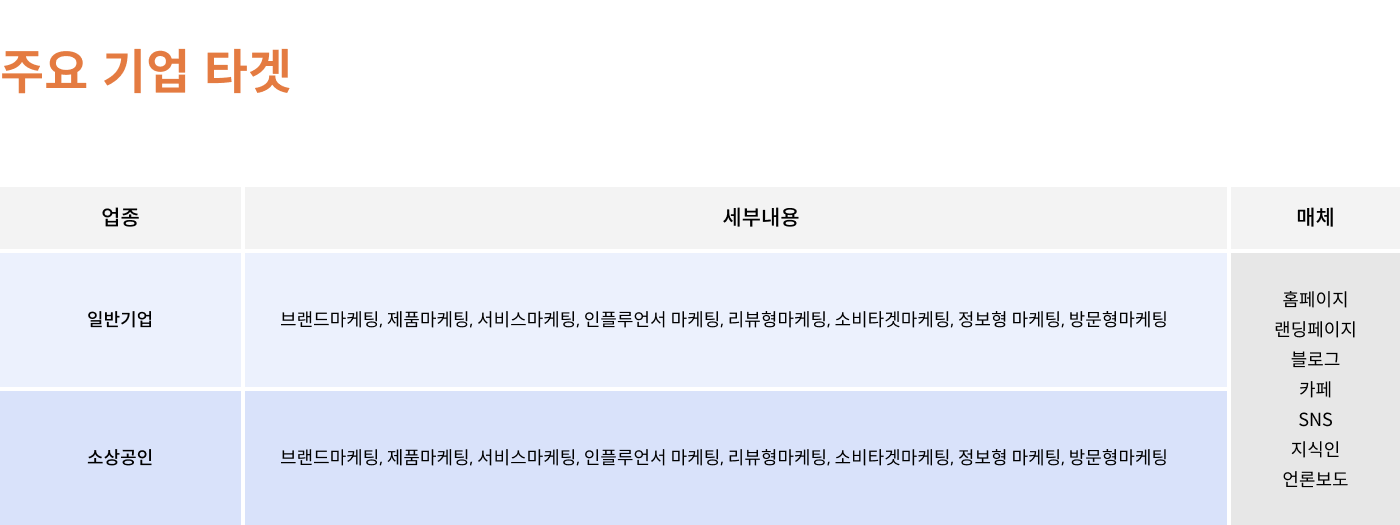 주요 기업 타겟
업종
세부내용
매체
일반기업
브랜드마케팅, 제품마케팅, 서비스마케팅, 인플루언서 마케팅, 리뷰형마케팅, 소비타겟마케팅, 정보형 마케팅, 방문형마케팅
소상공인
브랜드마케팅, 제품마케팅, 서비스마케팅, 인플루언서 마케팅, 리뷰형마케팅, 소비타겟마케팅, 정보형 마케팅, 방문형마케팅
홈페이지
랜딩페이지
블로그
카페
SNS
지식인
언론보도